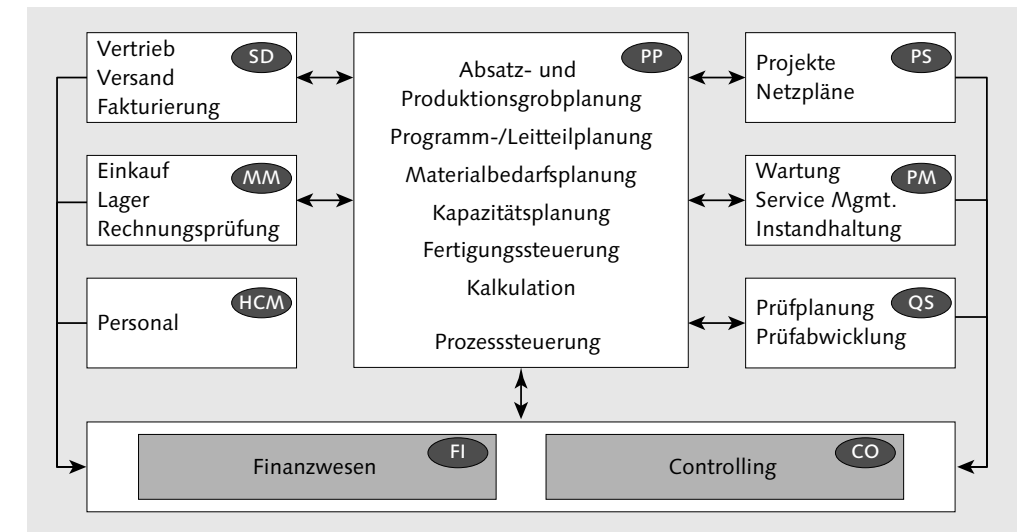 Vertrieb
Versand
Fakturierung
SD
Einkauf
Lager
Rechnungsprüfung
MM
Personal
HCM
PP
Absatz- und
Produktionsgrobplanung
Programm-/Leitteilplanung
Materialbedarfsplanung
Kapazitätsplanung
Fertigungssteuerung
Kalkulation
Prozesssteuerung
Projekte
Netzpläne
PS
Wartung
Service Mgmt.
Instandhaltung
PM
Prüfplanung
Prüfabwicklung
QS
Finanzwesen
FI
Controlling
CO